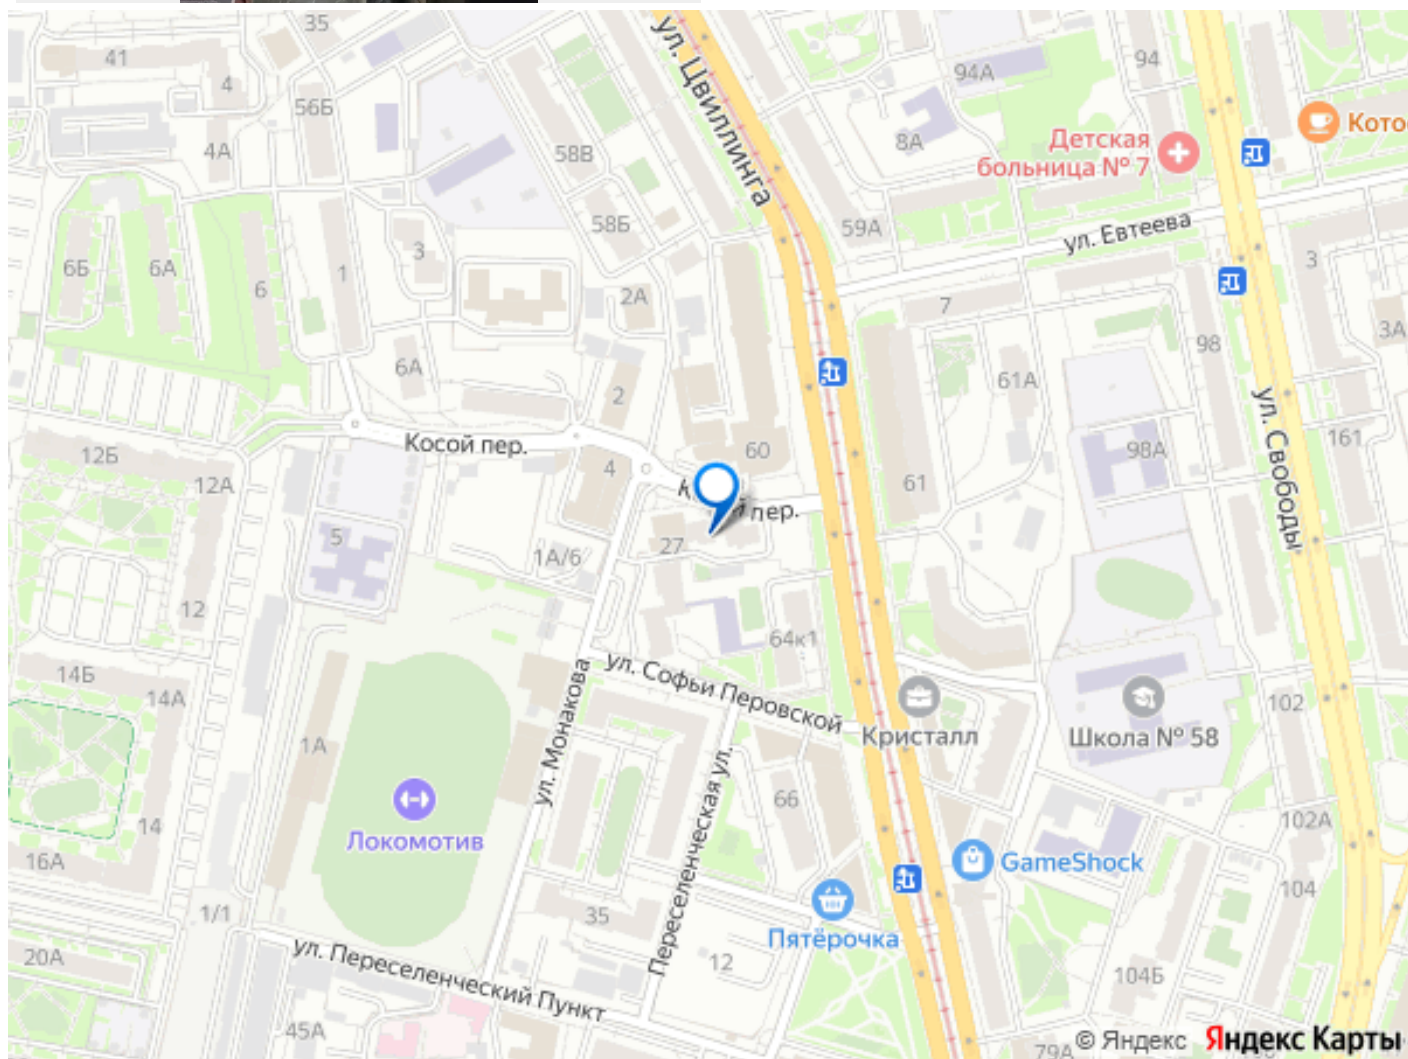 35
41
4
56Б
4А
ул. Цвиллинга
58В
58Б
94А
94
8А
Кото
Детская
больница № 7
59А
ул. Евтеева
6Б
6А
6
1
3
2А
7
3
3А
98
6А
2
61А
ул. Свободы
161
Косой пер.
12Б
12А
4
60
98А
61
пер.
5
1А/6
27
12
64к1
14Б
14А
ул. Софьи Перовской
ул. Монакова
Кристалл
Школа № 58
102
1А
Переселенческая ул.
66
Локомотив
14
16А
102А
GameShock
104
1/1
35
Пятёрочка
20А
ул. Переселенческий Пункт
12
104Б
45А
79А
© Яндекс Яндекс Карты